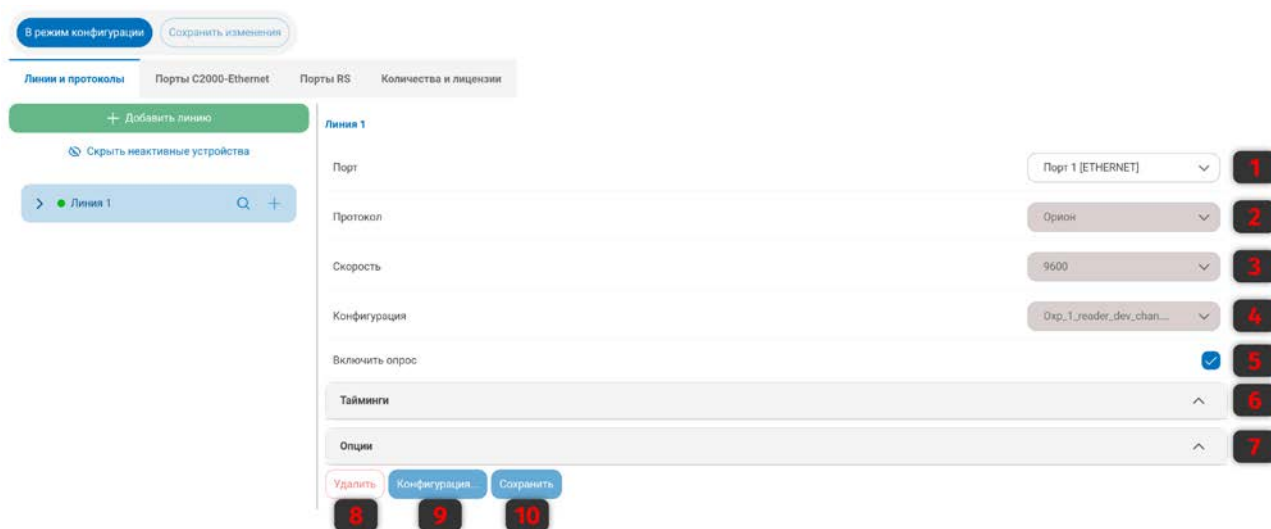 В режим конфигурации
Сохранить изменения
Линии и протоколы
Порты С2000-Ethernet
Порты RS
Количества и лицензии
+ Добавить линию
Скрыть неактивные устройства
Линия 1
Линия 1
Порт
Порт 1 [ETHERNET]
1
Протокол
Орион
2
Скорость
9600
3
Конфигурация
Oxp_1_reader_dev_chan...
4
Включить опрос
5
Тайминги
6
Опции
7
Удалить
Конфигурация...
Сохранить
8
9
10